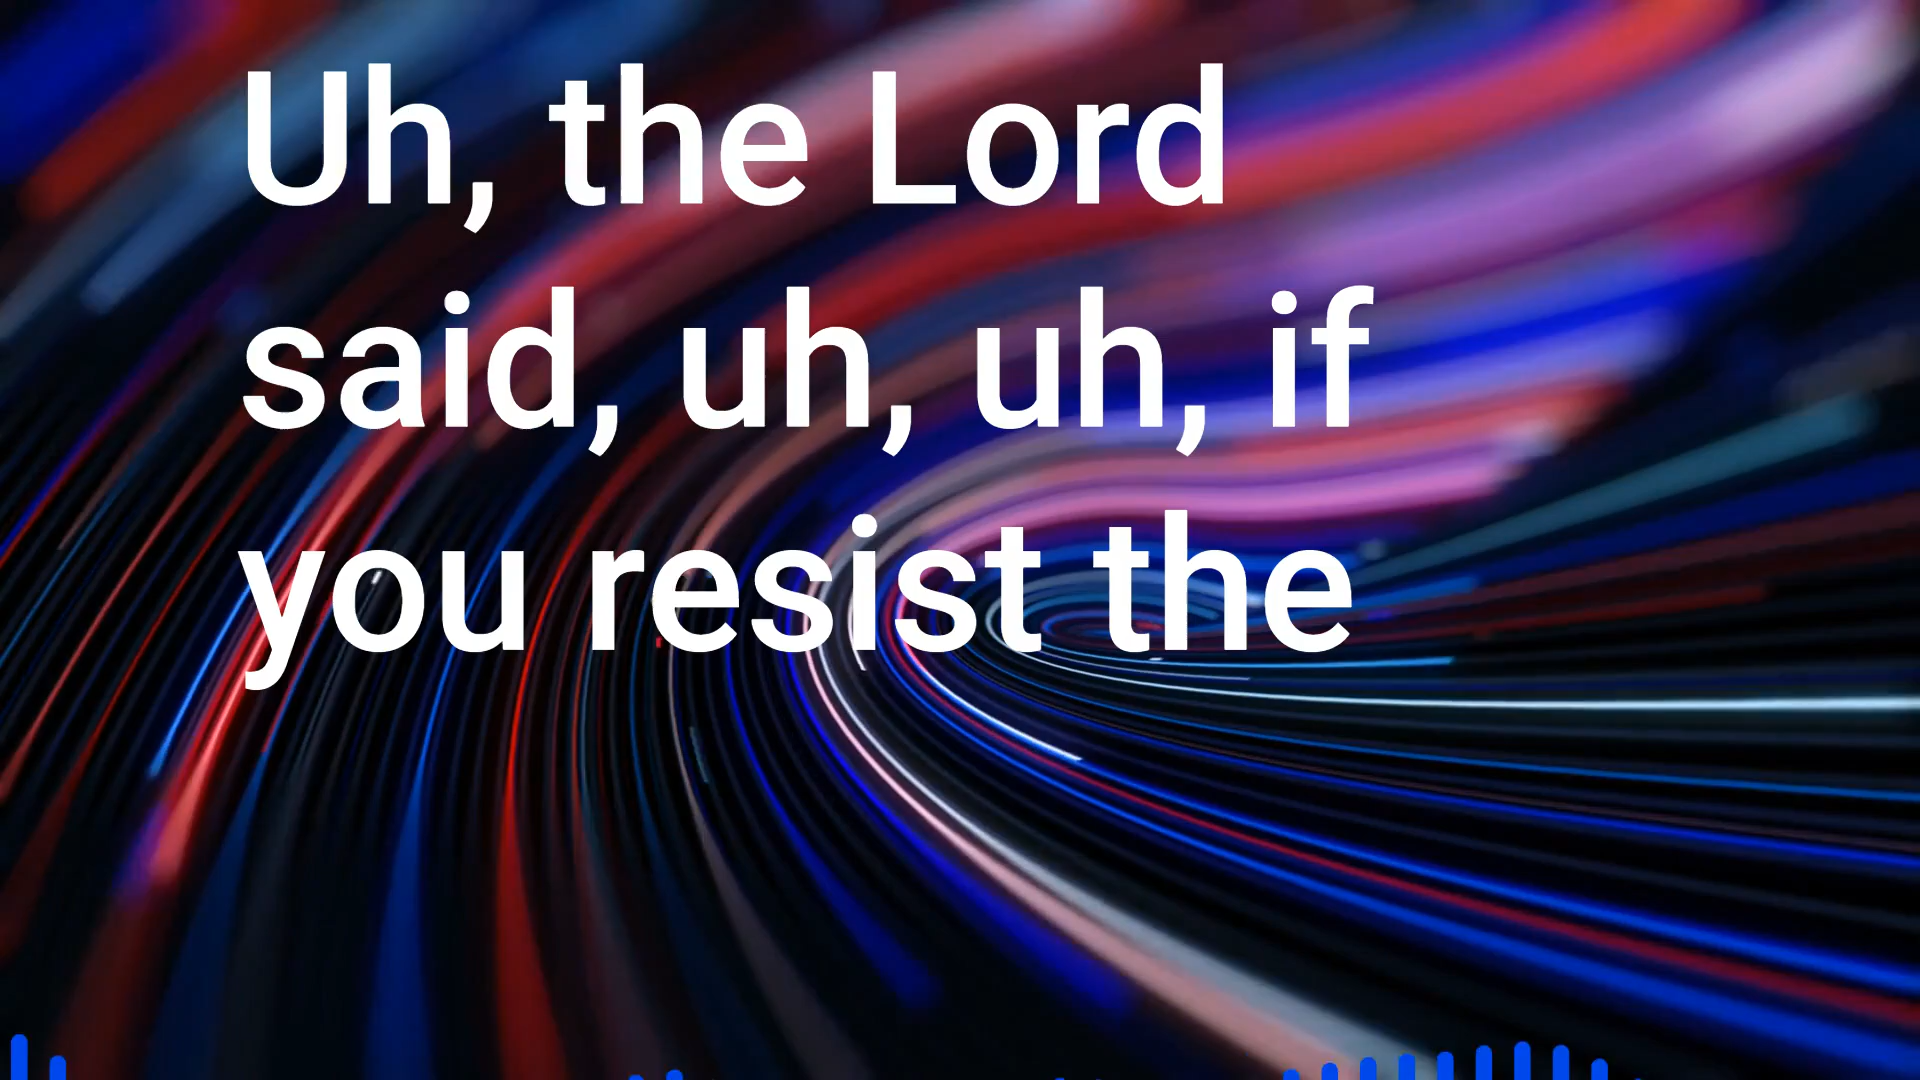 Uh, the Lord
said, uh, uh, if
you resist the